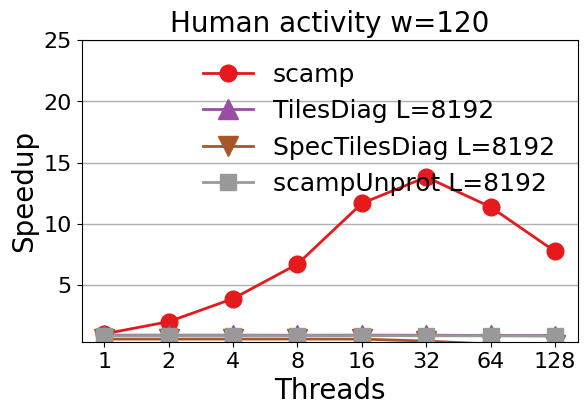 Human activity w=120
25
20
15
10
5
Speedup
scamp
TilesDiag L=8192
SpecTilesDiag L=8192
scampUnprot L=8192
1 2 4 8 16 32 64 128
Threads